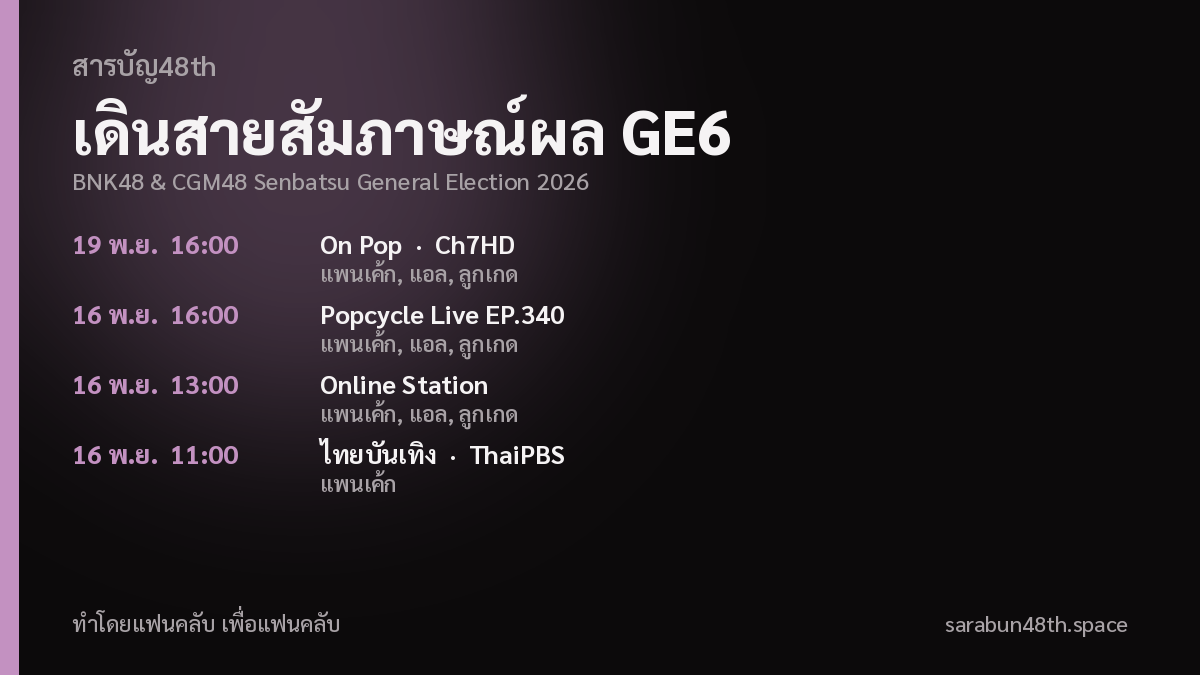 สารบัญ48th
เดินสายสัมภาษณ์ผล GE6
BNK48 & CGM48 Senbatsu General Election 2026
19 พ.ย. 16:00 On Pop · Ch7HD
แพนเค้ก, แอล, ลูกเกด
16 พ.ย. 16:00 Popcycle Live EP.340
แพนเค้ก, แอล, ลูกเกด
16 พ.ย. 13:00 Online Station
แพนเค้ก, แอล, ลูกเกด
16 พ.ย. 11:00 ไทยบันเทิง · ThaiPBS
แพนเค้ก
ทำโดยแฟนคลับ เพื่อแฟนคลับ
sarabun48th.space